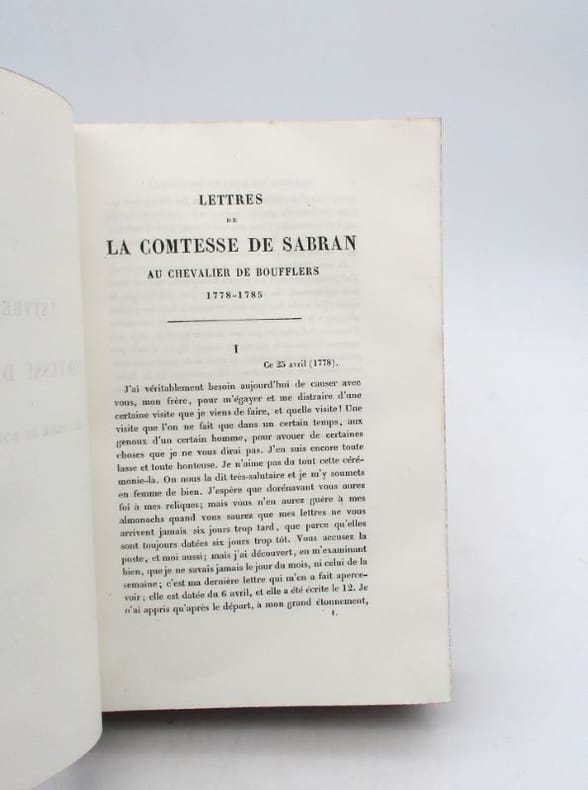 LETTRES
DE
LA COMTESSE DE SABRAN
AU CHEVALIER DE BOUFFLERS
1778-1785
I
Ce 25 avril (1778).
J'ai véritablement besoin aujourd'hui de causer avec
vous, mon frère, pour m'égayer et me distraire d'une
certaine visite que je viens de faire, et quelle visite! Une
visite que l'on ne fait que dans un certain temps, aux
genoux d'un certain homme, pour avouer de certaines
choses que je ne vous dirai pas. J'en suis encore toute
lasse et toute honteuse. Je n'aime pas du tout cette céré-
monie-là. On nous la dit très-salutaire et je m'y soumets
en femme de bien. J'espère que dorénavant vous aurez
foi à mes reliques; mais vous n'en aurez guère à mes
almanachs quand vous saurez que mes lettres ne vous
arrivent jamais six jours trop tard, que parce qu'elles
sont toujours datées six jours trop tôt. Vous accusez la
poste, et moi aussi; mais j'ai découvert, en m'examinant
bien, que je ne savais jamais le jour du mois, ni celui de la
semaine; c'est ma dernière lettre qui m'en a fait aperce-
voir; elle est datée du 6 avril, et elle a été écrite le 12. Je
n'ai appris qu'après le départ, à mon grand étonnement,
1.